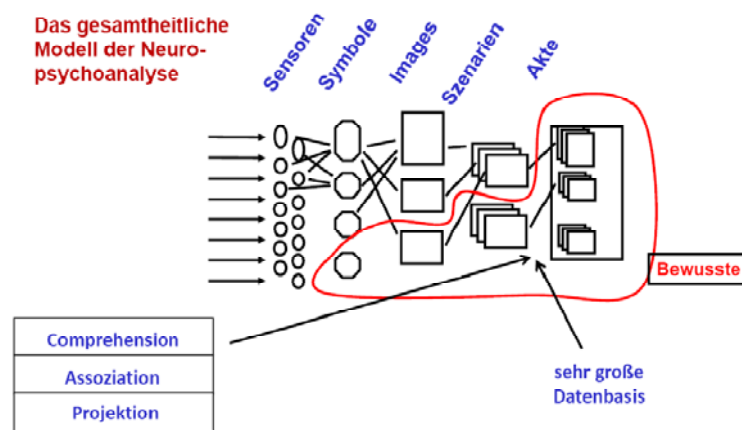 Das gesamtheitliche
Modell der Neuro-
psychoanalyse
Sensoren
Symbole
Images
Szenarien
Akte
Bewusste
Comprehension
Assoziation
Projektion
sehr große
Datenbasis